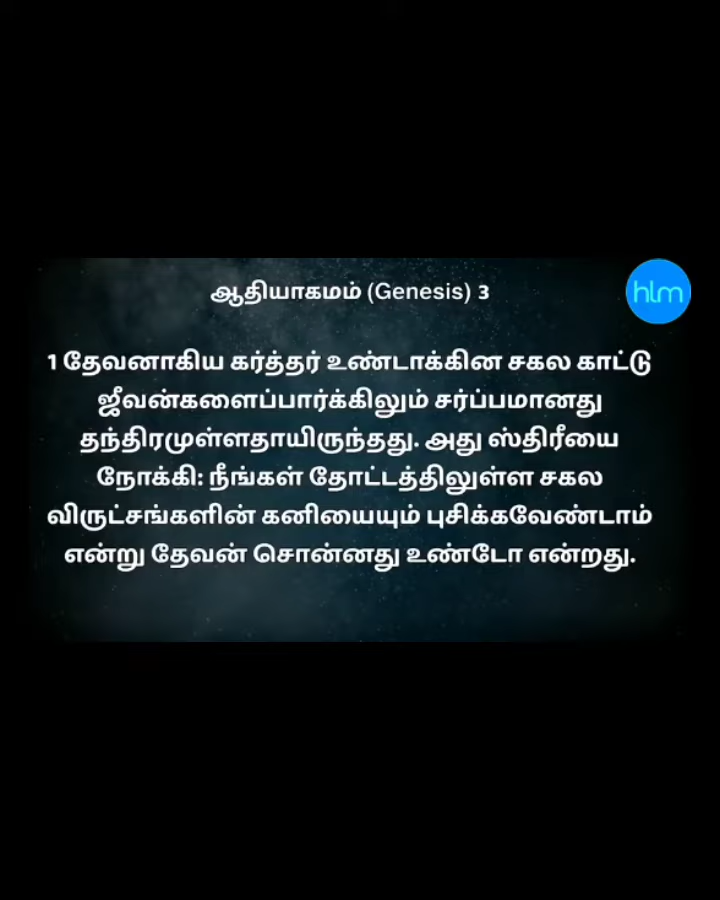 ஆதியாகமம் (Genesis) 3
hlm
1 தேவனாகிய கர்த்தர் உண்டாக்கின சகல காட்டு
ஜீவன்களைப்பார்க்கிலும் சர்ப்பமானது
தந்திரமுள்ளதாயிருந்தது. அது ஸ்திரீயை
நோக்கி: நீங்கள் தோட்டத்திலுள்ள சகல
விருட்சங்களின் கனியையும் புசிக்கவேண்டாம்
என்று தேவன் சொன்னது உண்டோ என்றது.